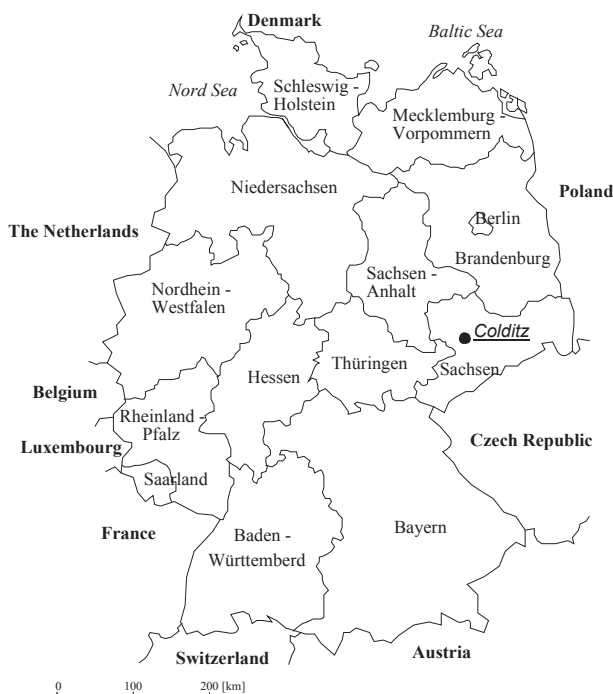 Denmark
Baltic Sea
Nord Sea
Schleswig -
Holstein
Mecklemburg -
Vorpommern
Niedersachsen
Poland
Berlin
The Netherlands
Brandenburg
Sachsen -
Anhalt
Nordhein -
Westfalen
Colditz
Thüringen
Sachsen
Hessen
Belgium
Rheinland -
Pfalz
Luxembourg
Czech Republic
Saarland
France
Baden -
Württemberd
Bayern
Austria
Switzerland
0 100 200 [km]